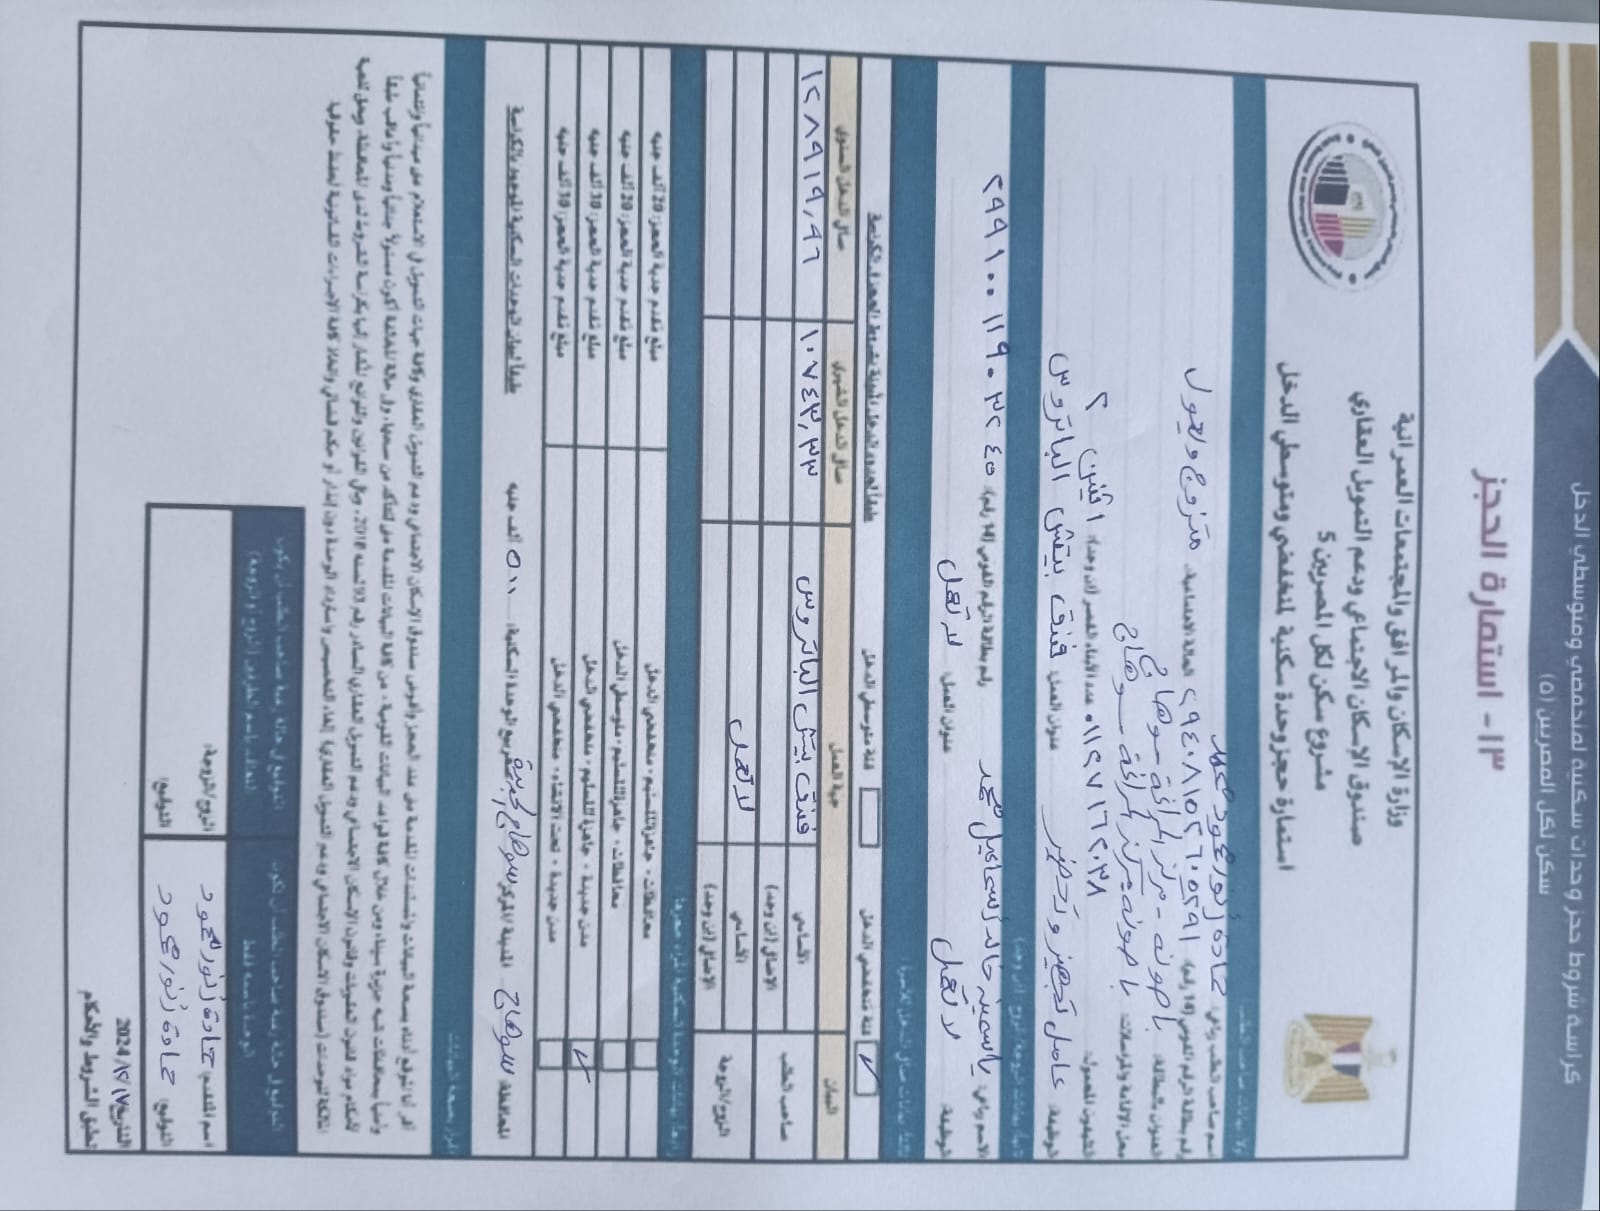 كراسة شروط حجز وحدات سكنية لمنخفضي ومتوسطي الدخل
سكن لكل المصريين (٥)
١٣- استمارة الحجز
وزارة الإسكان والمرافق والمجتمعات العمرانية
صندوق الإسكان الاجتماعي ودعم التمويل العقاري
مشروع سكن لكل المصريين 5
استمارة حجز وحدة سكنية لمنخفضي ومتوسطي الدخل
أولاً: بيانات صاحب الطلب:
اسم صاحب الطلب رباعي: حمادة أنور محمود محمد
رقم بطاقة الرقم القومي (14 رقم): ٢٩٤٠٨١٥٢٦٠٥٢٩١ الحالة الاجتماعية: متزوج ويعول
العنوان بالبطاقة: باصونه - مركز المراغة سوهاج
محل الإقامة والمراسلات: باصونه مركز المراغة سوهاج
التليفون المحمول: ٠١١٢٧١٦٢٠٣٨ عدد الأبناء القصر (إن وجد): اثنين ٢
الوظيفة: عامل تجهيز وتحضير عنوان العمل: فندق بيتش الباتروس
ثانياً: بيانات الزوجة/الزوج: (إن وجد)
الاسم رباعي: ياسمينه خالد إسماعيل محمد رقم بطاقة الرقم القومي (14 رقم): ٢٩٩١٠٠١١٩٠٣٢٤٥
الوظيفة: لا تعمل عنوان العمل: لا تعمل
ثالثاً: بيانات صافي الدخل للأسرة:
فئة منخفضي الدخل فئة متوسطي الدخل طبقاً لحدود الدخل المبينة بشروط الحجز في الكراسة
البيان جهة العمل صافي الدخل الشهري صافي الدخل السنوي
صاحب الطلب الأساسي فندق بيتش الباتروس ١٠٧٤٣,٣٣ ١٢٨٩١٩,٩٦
الإضافي (إن وجد)
الزوج/الزوجة الأساسي لا تعمل
الإضافي (إن وجد)
رابعاً: بيانات الوحدة السكنية المراد حجزها:
محافظات - جاهزة للتسليم - منخفضي الدخل مبلغ مقدم جدية الحجز: 20 ألف جنيه
محافظات - جاهزة للتسليم - متوسطي الدخل مبلغ مقدم جدية الحجز: 20 ألف جنيه
مدن جديدة - جاهزة للتسليم - منخفضي الدخل مبلغ مقدم جدية الحجز: 30 ألف جنيه
مدن جديدة - تحت الانشاء - منخفضي الدخل مبلغ مقدم جدية الحجز: 30 ألف جنيه
المحافظة: سوهاج المدينة/المركز سوهاج الجديدة الوحدة السكنية: ألف جنيه طبقاً لبيان الوحدات السكنية الموجود بالكراسة
إقرار بصحة البيانات
أقر أنا الموقع أدناه بصحة البيانات والمستندات المقدمة منى عند الحجز وأفوض صندوق الإسكان الاجتماعي ودعم التمويل العقاري وكافة جهات التمويل في الاستعلام على ميدانياً وائتمانياً
وأمنياً بمحافظات شبه جزيرة سيناء ومن خلال كافة قواعد البيانات القومية، عن كافة البيانات المقدمة منى للتأكد من صحتها، وفي حالة المخالفة أكون مسئولاً جنائياً ومدنياً وأعاقب طبقاً
لأحكام مواد قانون العقوبات وقانون الإسكان الاجتماعي ودعم التمويل العقاري الصادر رقم 93 لسنة 2018، وباقي القوانين واللوائح المشار إليها بكراسة الشروط لدى المحافظة، ويحق للجهة
المالكة للوحدات (صندوق الاسكان الاجتماعي ودعم التمويل العقاري) إلغاء التخصيص واسترداد الوحدة دون إنذار أو حكم قضائي واتخاذ كافة الإجراءات القانونية لحفظ حقوقها.
التوقيع في حالة رغبة صاحب الطلب أن تكون الوحدة باسمه فقط
التوقيع في حالة رغبة صاحب الطلب أن يكون التعاقد باسم الطرفين (الزوج أو الزوجة)
اسم المتقدم: حمادة أنور محمود الزوج/الزوجة:
التوقيع: حمادة أنور محمود التوقيع:
التاريخ ١٧/١٢/2024
تطبق الشروط والأحكام